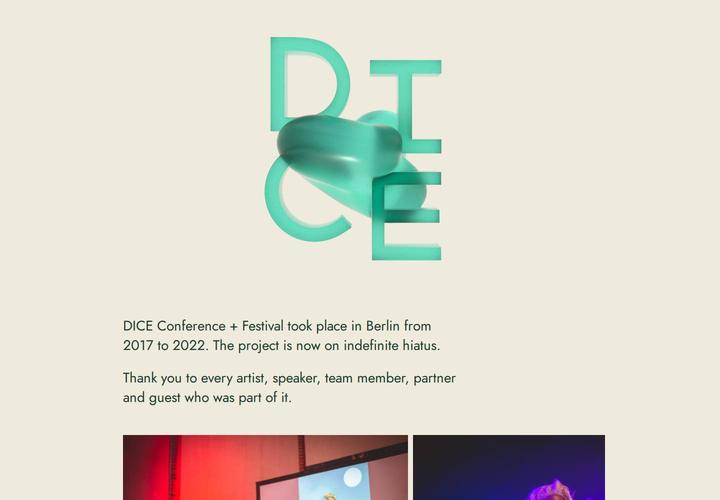 DICE
DICE Conference + Festival took place in Berlin from
2017 to 2022. The project is now on indefinite hiatus.
Thank you to every artist, speaker, team member, partner
and guest who was part of it.